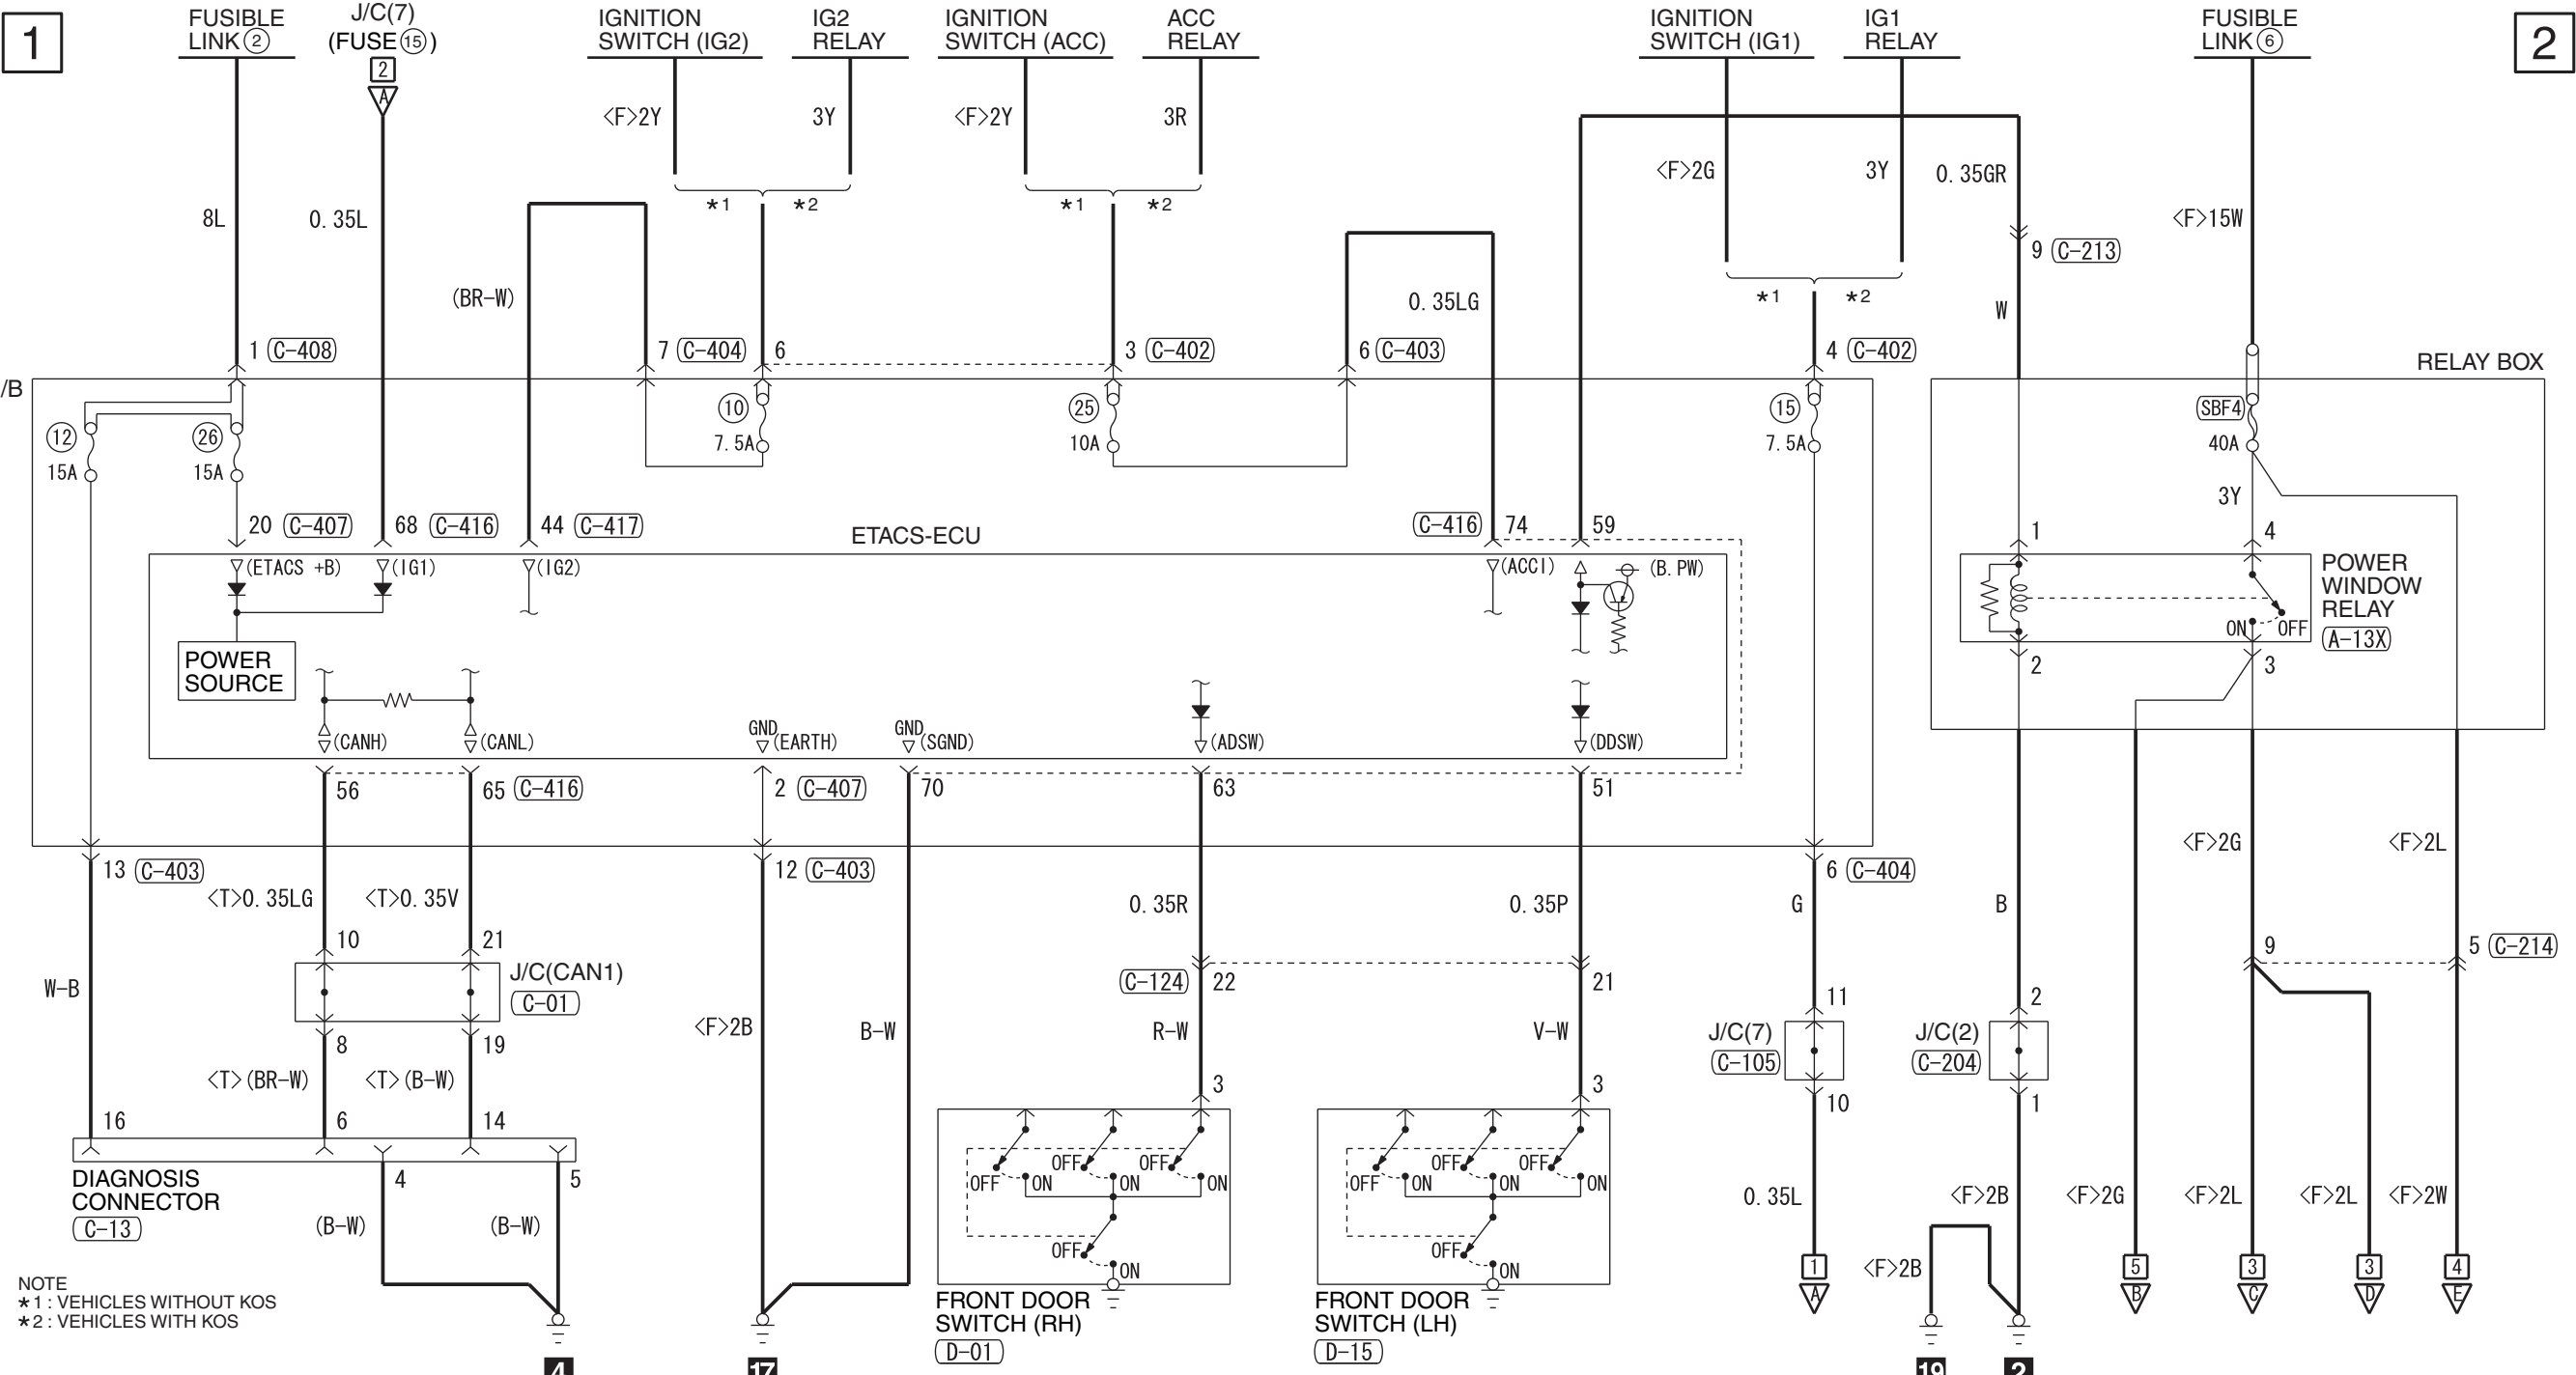 1
FUSIBLE
LINK②
J/C(7)
(FUSE⑮)
2
A
IGNITION
SWITCH (IG2)
IG2
RELAY
IGNITION
SWITCH (ACC)
ACC
RELAY
IGNITION
SWITCH (IG1)
IG1
RELAY
FUSIBLE
LINK⑥
2
<F>2Y
3Y
<F>2Y
3R
<F>2G
3Y
0.35GR
*1
*2
*1
*2
8L
0.35L
<F>15W
9 C-213
(BR-W)
0.35LG
*1
*2
W
1 C-408
7 C-404
6
3 C-402
6 C-403
4 C-402
RELAY BOX
/B
12
15A
26
15A
10
7.5A
25
10A
15
7.5A
SBF4
40A
3Y
20 C-407
68 C-416
44 C-417
ETACS-ECU
C-416 74
59
1
4
(ETACS +B)
(IG1)
(IG2)
(ACCI)
(B.PW)
POWER
WINDOW
RELAY
A-13X
ON
OFF
POWER
SOURCE
2
3
(CANH)
(CANL)
GND
(EARTH)
GND
(SGND)
(ADSW)
(DDSW)
56
65 C-416
2 C-407
70
63
51
<F>2G
<F>2L
13 C-403
12 C-403
6 C-404
<T>0.35LG
<T>0.35V
0.35R
0.35P
G
B
10
21
9
5 C-214
W-B
J/C(CAN1)
C-01
C-124 22
21
11
2
<F>2B
B-W
R-W
V-W
J/C(7)
C-105
J/C(2)
C-204
8
19
<T>(BR-W)
<T>(B-W)
3
3
10
1
16
6
14
DIAGNOSIS
CONNECTOR
C-13
4
5
(B-W)
(B-W)
OFF
ON
OFF
ON
OFF
ON
OFF
ON
OFF
ON
OFF
ON
OFF
ON
OFF
ON
0.35L
<F>2B
<F>2G
<F>2L
<F>2L
<F>2W
<F>2B
1
A
5
B
3
C
3
D
4
E
NOTE
*1 : VEHICLES WITHOUT KOS
*2 : VEHICLES WITH KOS
FRONT DOOR
SWITCH (RH)
D-01
FRONT DOOR
SWITCH (LH)
D-15
4
17
19
2